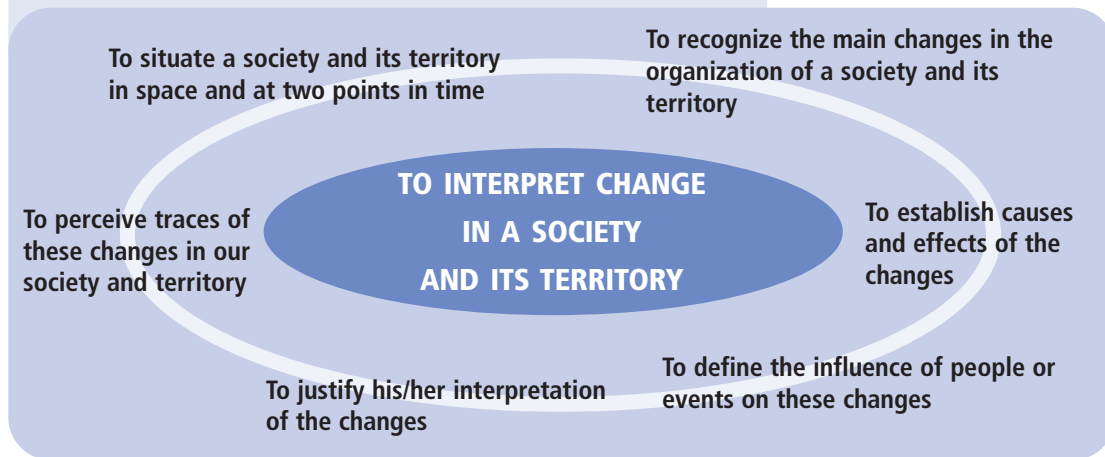 To situate a society and its territory
in space and at two points in time
To recognize the main changes in the
organization of a society and its
territory
TO INTERPRET CHANGE
IN A SOCIETY
AND ITS TERRITORY
To perceive traces of
these changes in our
society and territory
To establish causes
and effects of the
changes
To justify his/her interpretation
of the changes
To define the influence of people or
events on these changes